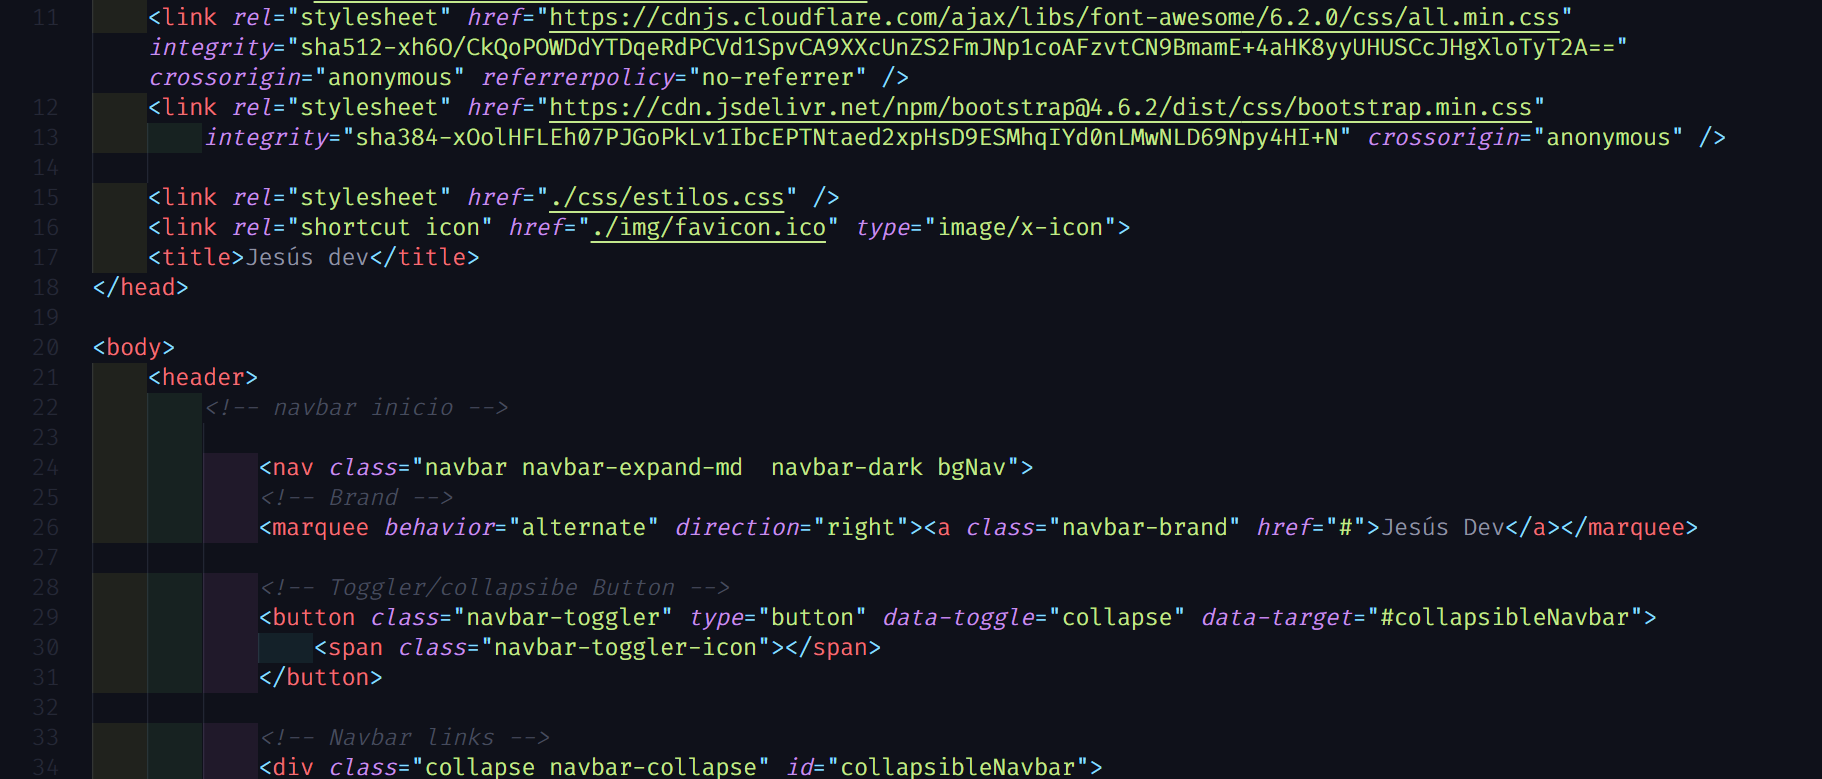 11 <link rel="stylesheet" href="https://cdnjs.cloudflare.com/ajax/libs/font-awesome/6.2.0/css/all.min.css"
integrity="sha512-xh6O/CkQoPOWDdYTDqeRdPCVd1SpvCA9XXcUnZS2FmJNp1coAFzvtCN9BmamE+4aHK8yyUHUSCcJHgXloTyT2A=="
crossorigin="anonymous" referrerpolicy="no-referrer" />
12 <link rel="stylesheet" href="https://cdn.jsdelivr.net/npm/bootstrap@4.6.2/dist/css/bootstrap.min.css"
13 integrity="sha384-xOolHFLEh07PJGoPkLv1IbcEPTNtaed2xpHsD9ESMhqIYd0nLMwNLD69Npy4HI+N" crossorigin="anonymous" />
14
15 <link rel="stylesheet" href="./css/estilos.css" />
16 <link rel="shortcut icon" href="./img/favicon.ico" type="image/x-icon">
17 <title>Jesús dev</title>
18 </head>
19
20 <body>
21 <header>
22 <!-- navbar inicio -->
23
24 <nav class="navbar navbar-expand-md  navbar-dark bgNav">
25 <!-- Brand -->
26 <marquee behavior="alternate" direction="right"><a class="navbar-brand" href="#">Jesús Dev</a></marquee>
27
28 <!-- Toggler/collapsibe Button -->
29 <button class="navbar-toggler" type="button" data-toggle="collapse" data-target="#collapsibleNavbar">
30 <span class="navbar-toggler-icon"></span>
31 </button>
32
33 <!-- Navbar links -->
34 <div class="collapse navbar-collapse" id="collapsibleNavbar">